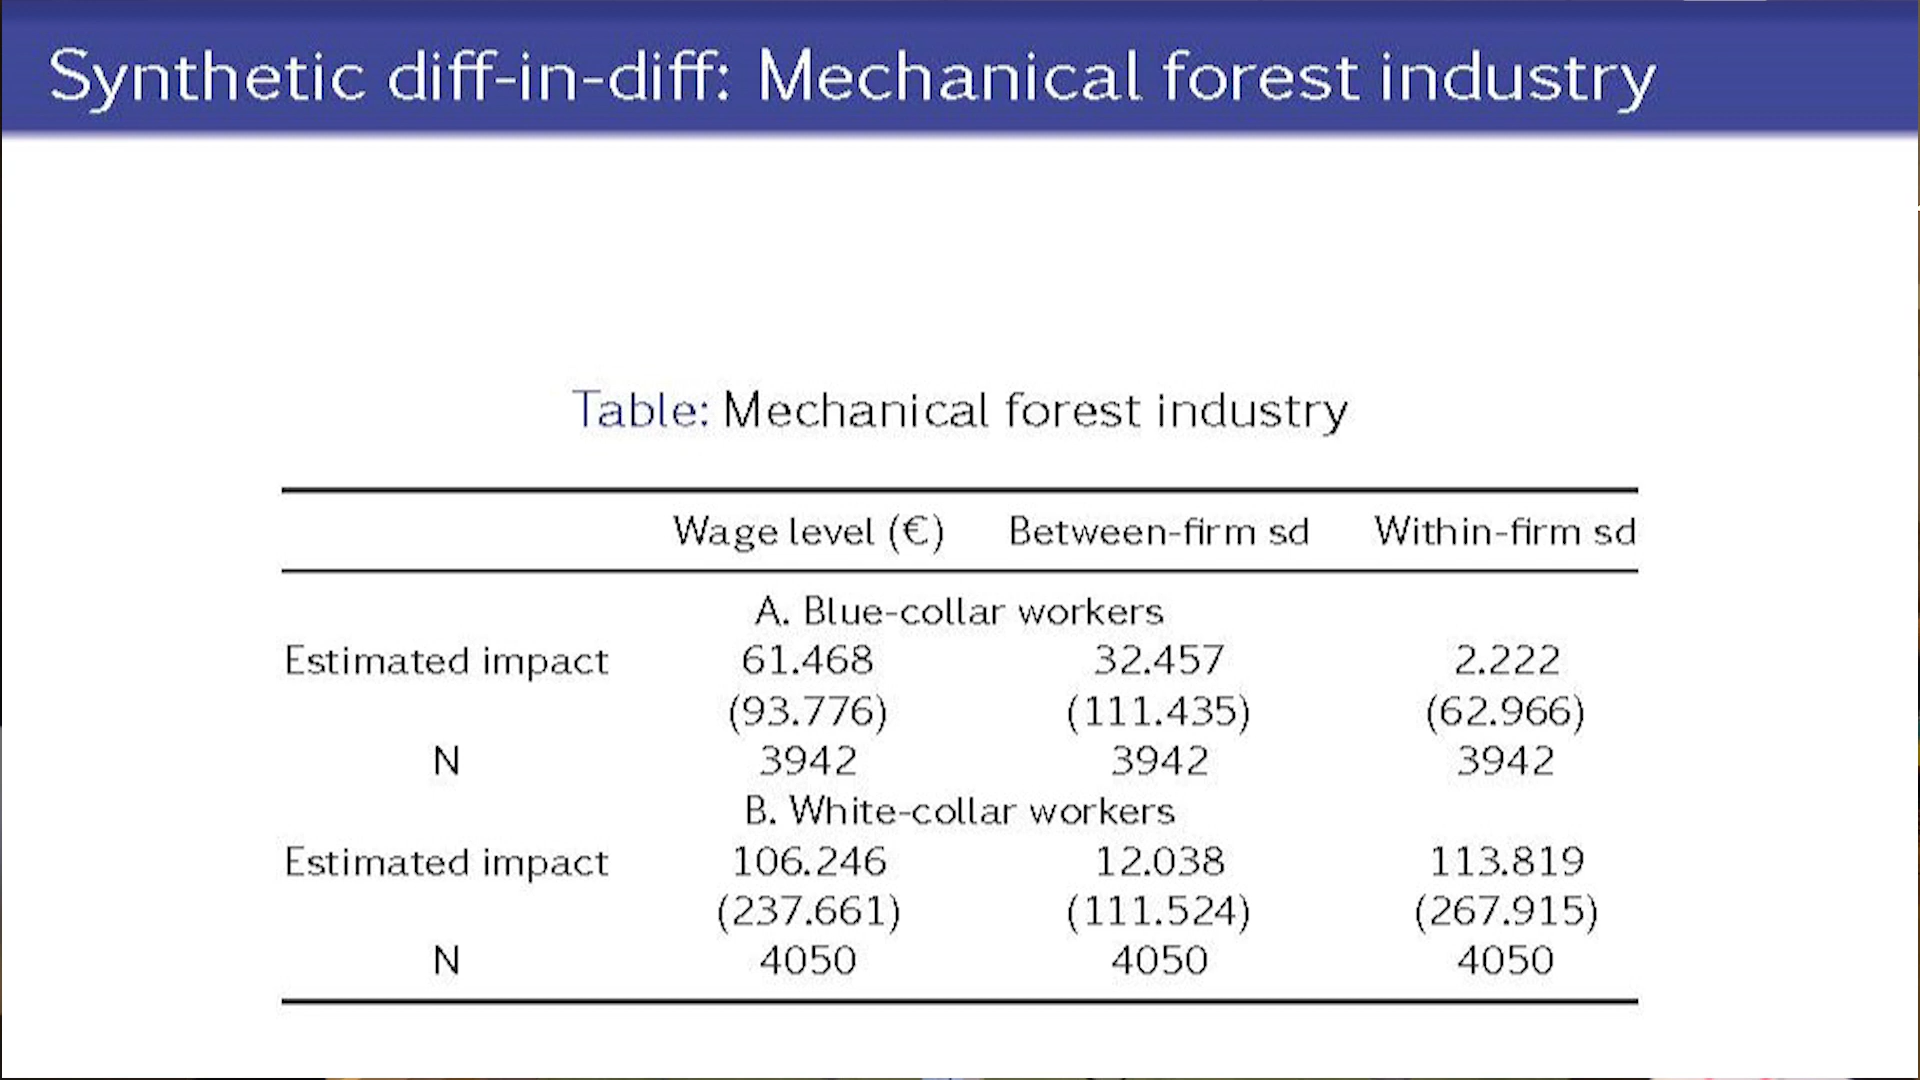 Synthetic diff-in-diff: Mechanical forest industry
Table: Mechanical forest industry
Wage level (€) Between-firm sd Within-firm sd
A. Blue-collar workers
Estimated impact 61.468 32.457 2.222
(93.776) (111.435) (62.966)
N 3942 3942 3942
B. White-collar workers
Estimated impact 106.246 12.038 113.819
(237.661) (111.524) (267.915)
N 4050 4050 4050